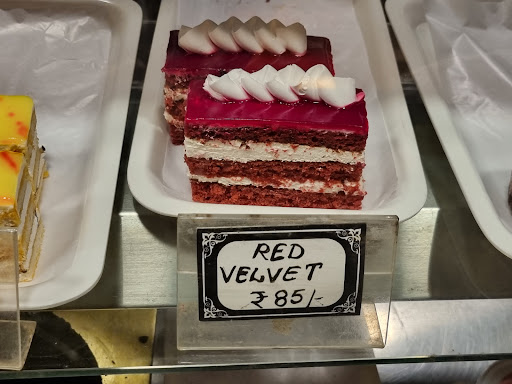 RED
VELVET
₹85/-